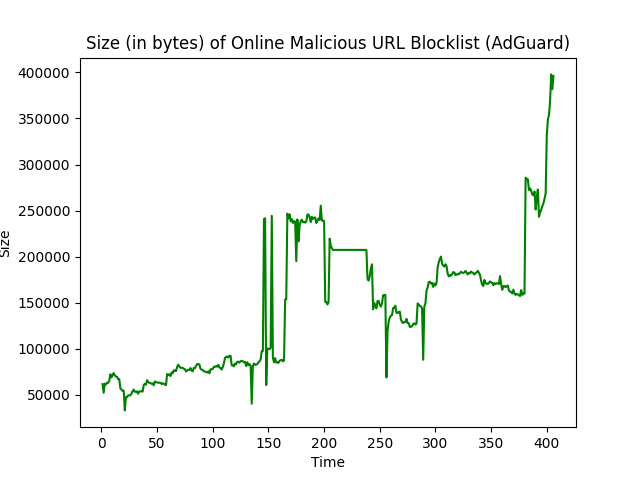 Size (in bytes) of Online Malicious URL Blocklist (AdGuard)
400000
350000
300000
250000
200000
150000
100000
50000
Size
0 50 100 150 200 250 300 350 400
Time